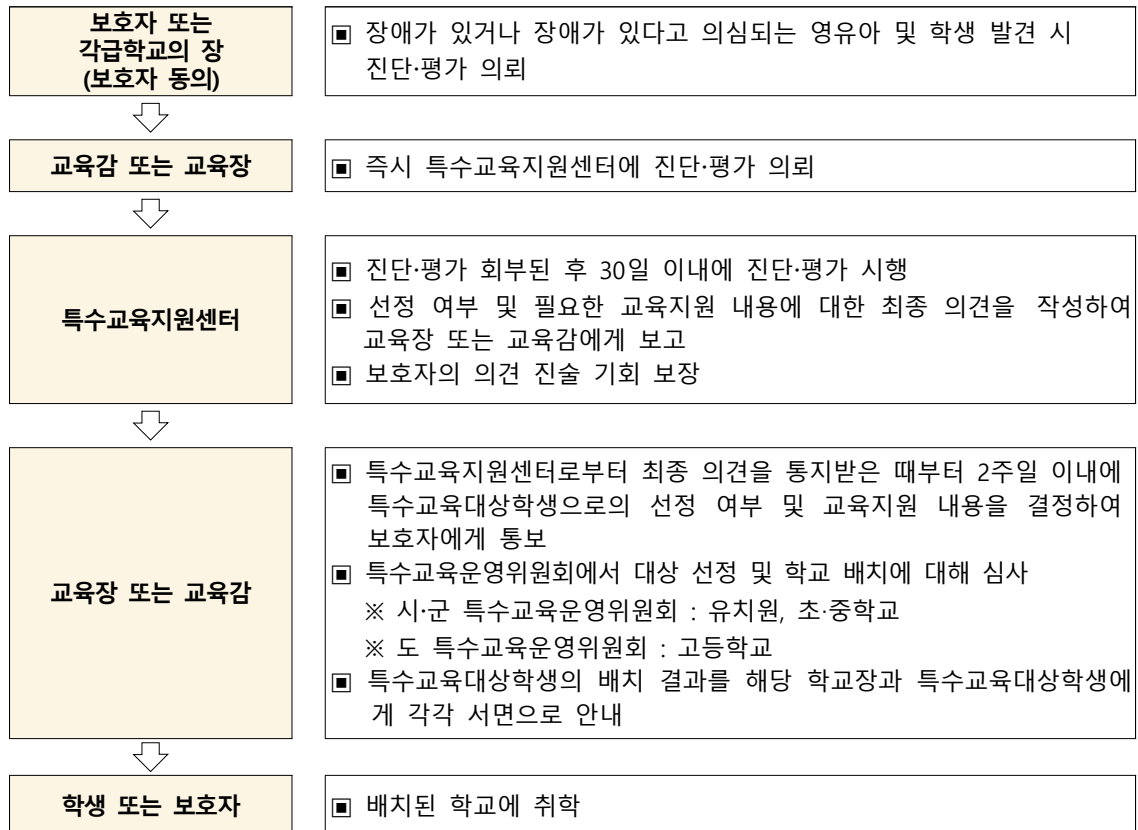 보호자 또는
각급학교의 장
(보호자 동의)
▣ 장애가 있거나 장애가 있다고 의심되는 영유아 및 학생 발견 시
진단·평가 의뢰
교육감 또는 교육장
▣ 즉시 특수교육지원센터에 진단·평가 의뢰
특수교육지원센터
▣ 진단·평가 회부된 후 30일 이내에 진단·평가 시행
▣ 선정 여부 및 필요한 교육지원 내용에 대한 최종 의견을 작성하여
교육장 또는 교육감에게 보고
▣ 보호자의 의견 진술 기회 보장
교육장 또는 교육감
▣ 특수교육지원센터로부터 최종 의견을 통지받은 때부터 2주일 이내에
특수교육대상학생으로의 선정 여부 및 교육지원 내용을 결정하여
보호자에게 통보
▣ 특수교육운영위원회에서 대상 선정 및 학교 배치에 대해 심사
※ 시·군 특수교육운영위원회 : 유치원, 초·중학교
※ 도 특수교육운영위원회 : 고등학교
▣ 특수교육대상학생의 배치 결과를 해당 학교장과 특수교육대상학생에
게 각각 서면으로 안내
학생 또는 보호자
▣ 배치된 학교에 취학